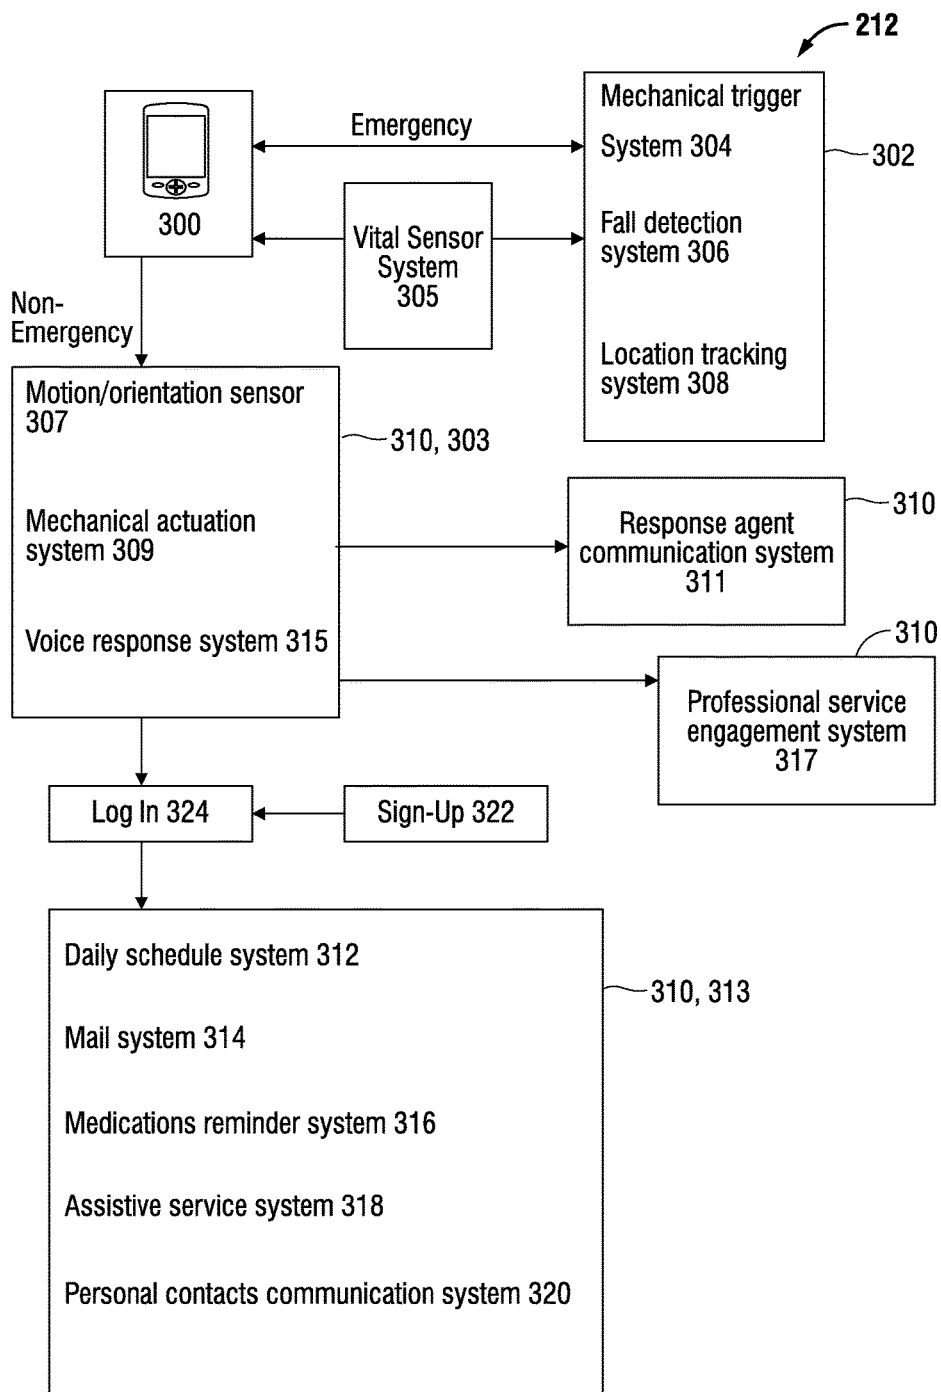 212
Emergency
300
Mechanical trigger
System 304
Fall detection
system 306
Location tracking
system 308
302
Vital Sensor
System
305
Non-
Emergency
Motion/orientation sensor
307
Mechanical actuation
system 309
Voice response system 315
310, 303
Response agent
communication system
311
310
Professional service
engagement system
317
310
Log In 324
Sign-Up 322
Daily schedule system 312
Mail system 314
Medications reminder system 316
Assistive service system 318
Personal contacts communication system 320
310, 313